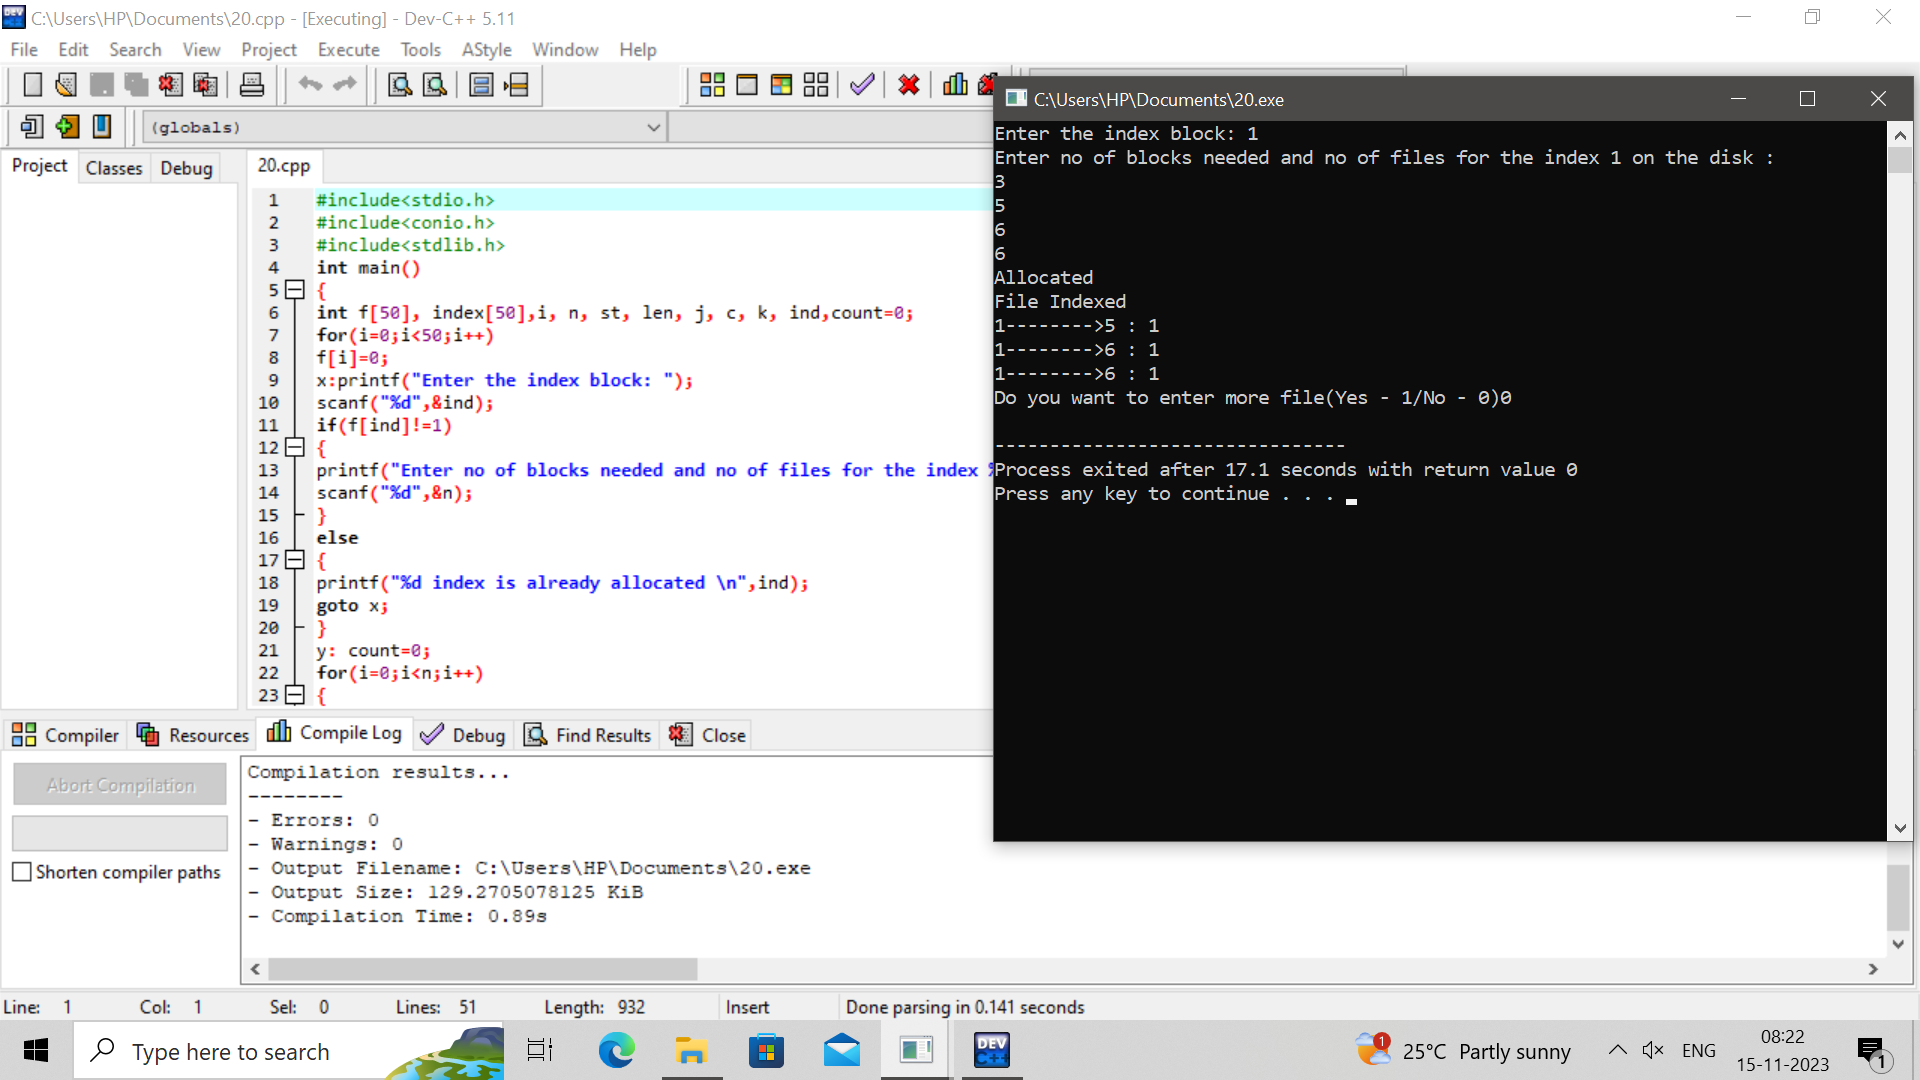 C:\Users\HP\Documents\20.cpp - [Executing] - Dev-C++ 5.11
File Edit Search View Project Execute Tools AStyle Window Help
(globals)
Project Classes Debug
20.cpp
1 #include<stdio.h>
2 #include<conio.h>
3 #include<stdlib.h>
4 int main()
5 {
6 int f[50], index[50],i, n, st, len, j, c, k, ind,count=0;
7 for(i=0;i<50;i++)
8 f[i]=0;
9 x:printf("Enter the index block: ");
10 scanf("%d",&ind);
11 if(f[ind]!=1)
12 {
13 printf("Enter no of blocks needed and no of files for the index %
14 scanf("%d",&n);
15 }
16 else
17 {
18 printf("%d index is already allocated \n",ind);
19 goto x;
20 }
21 y: count=0;
22 for(i=0;i<n;i++)
23 {
C:\Users\HP\Documents\20.exe
Enter the index block: 1
Enter no of blocks needed and no of files for the index 1 on the disk :
3
5
6
6
Allocated
File Indexed
1-------->5 : 1
1-------->6 : 1
1-------->6 : 1
Do you want to enter more file(Yes - 1/No - 0)0
--------------------------------
Process exited after 17.1 seconds with return value 0
Press any key to continue . . .
Compiler Resources Compile Log Debug Find Results Close
Abort Compilation
Shorten compiler paths
Compilation results...
--------
- Errors: 0
- Warnings: 0
- Output Filename: C:\Users\HP\Documents\20.exe
- Output Size: 129.2705078125 KiB
- Compilation Time: 0.89s
Line: 1 Col: 1 Sel: 0 Lines: 51 Length: 932 Insert Done parsing in 0.141 seconds
Type here to search
DEV C++
1
25°C Partly sunny
ENG
08:22
15-11-2023
1